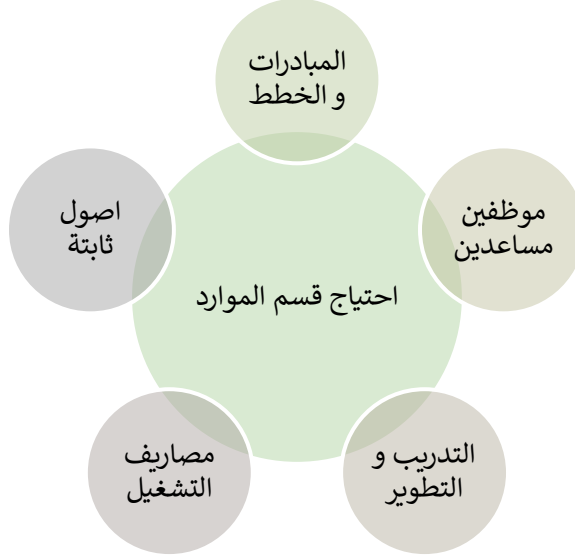 المبادرات
و الخطط
موظفين
مساعدين
التدريب و
التطوير
مصاريف
التشغيل
اصول
ثابتة
احتياج قسم الموارد